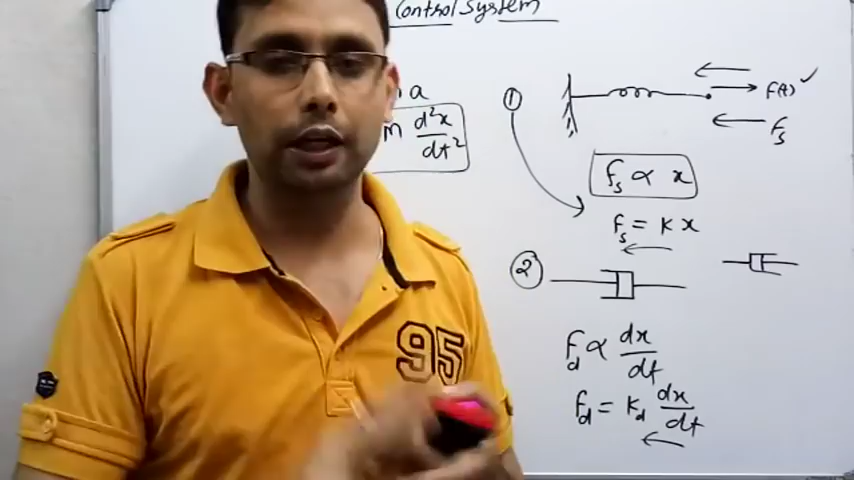 Control System
a
m d²x/dt²
① f(t) ✓
fs
fs ∝ x
fs = K x
②
fd ∝ dx/dt
fd = Kd dx/dt
95